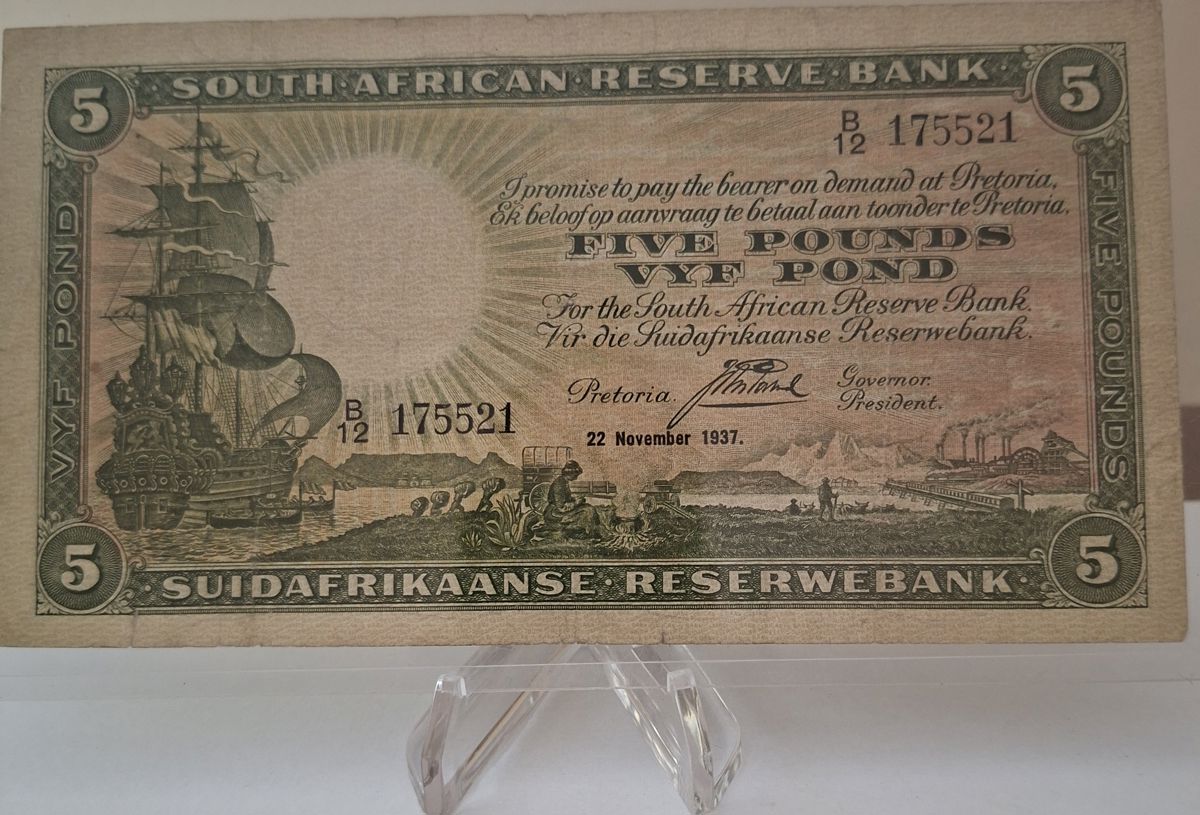 5 SOUTH·AFRICAN·RESERVE·BANK 5
B/12 175521
I promise to pay the bearer on demand at Pretoria.
Ek beloof op aanvraag te betaal aan toonder te Pretoria.
FIVE POUNDS
VYF POND
For the South African Reserve Bank.
Vir die Suidafrikaanse Reserwebank.
Pretoria.
Governor.
President.
22 November 1937.
B/12 175521
VYF POND
FIVE POUNDS
5 SUIDAFRIKAANSE·RESERWEBANK 5